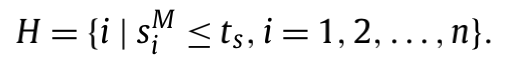 H = {i | s_i^M ≤ t_s, i = 1, 2, . . . , n}.